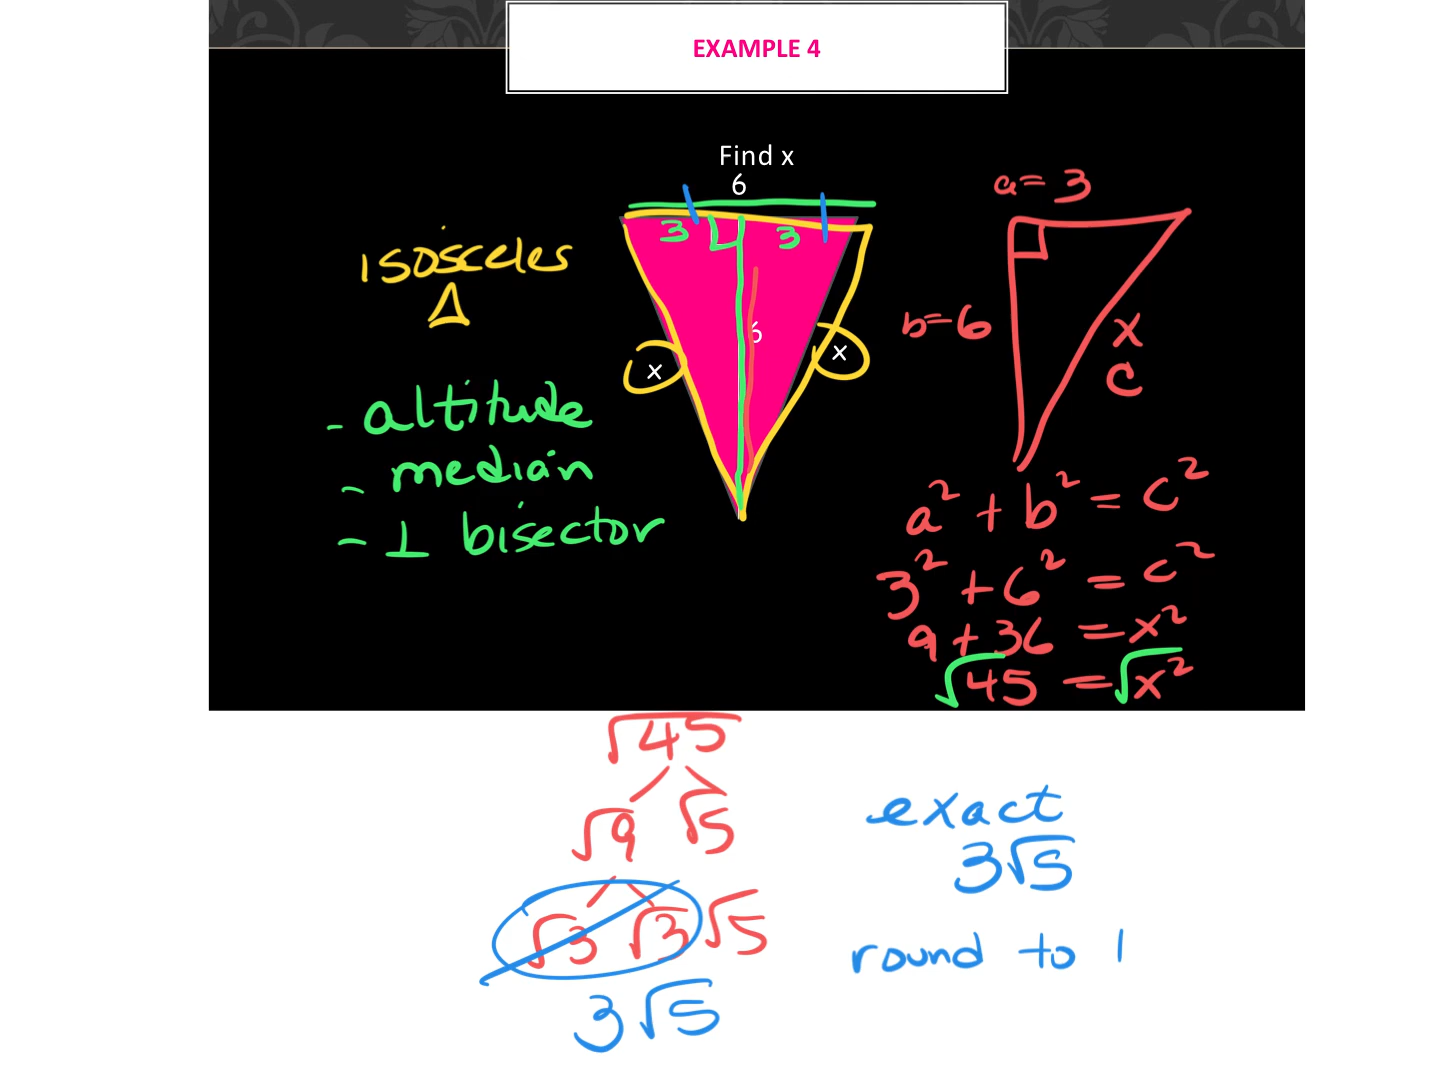 EXAMPLE 4
Find x
6
3 3
6
x x
isosceles
Δ
- altitude
- median
- ⊥ bisector
a = 3
b = 6
x
c
a² + b² = c²
3² + 6² = c²
9 + 36 = x²
√45 = √x²
√45
√9 √5
√3 √3 √5
3√5
exact
3√5
round to 1